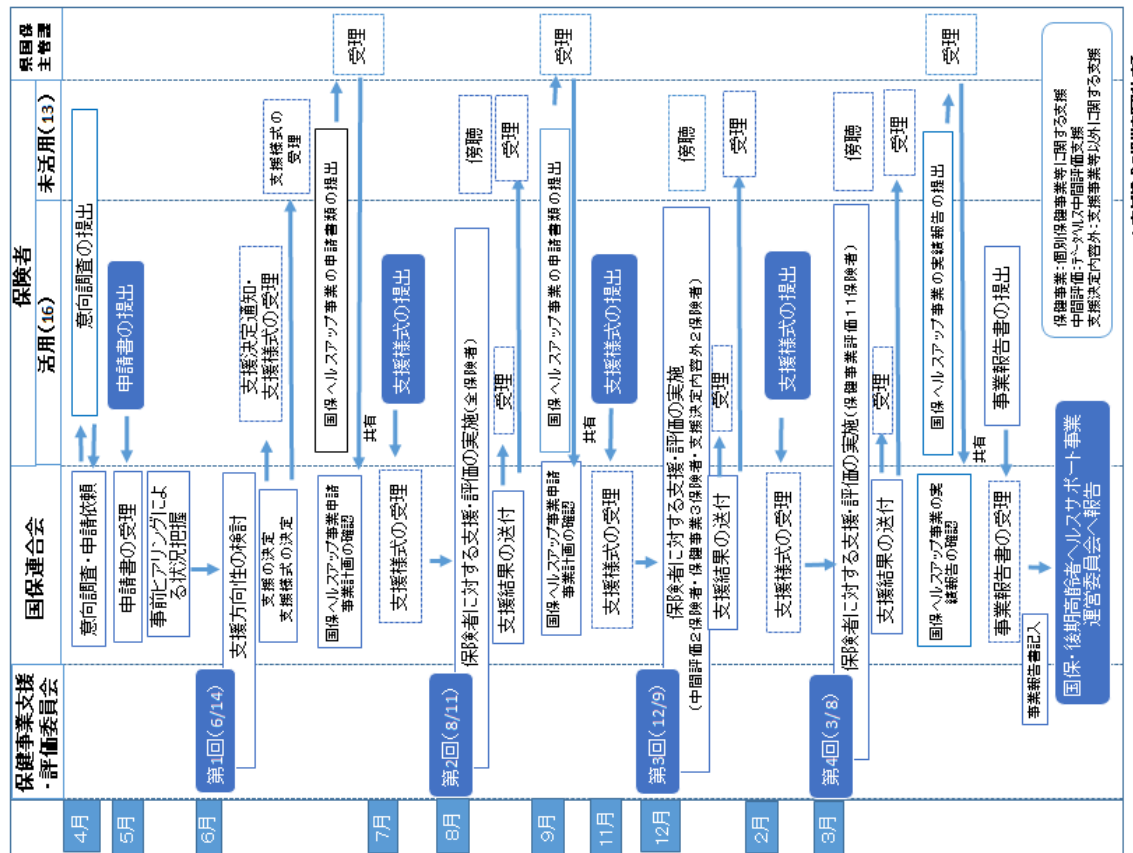 保健事業支援
・評価委員会
国保連合会
保険者
活用(16)
未活用(13)
県国保
主管課
4月
意向調査・申請依頼
意向調査の提出
5月
申請書の受理
申請書の提出
事前ヒアリングによ
る状況把握
6月
第1回(6/14)
支援方向性の検討
支援の決定
支援様式の決定
支援決定通知・
支援様式の受理
支援様式の
受理
国保ヘルスアップ事業申請
事業計画の確認
国保ヘルスアップ事業の申請書類の提出
受理
共有
7月
支援様式の受理
支援様式の提出
8月
第2回(8/11)
保険者に対する支援・評価の実施(全保険者)
傍聴
支援結果の送付
受理
受理
9月
国保ヘルスアップ事業申請
事業計画の確認
国保ヘルスアップ事業の申請書類の提出
受理
共有
11月
支援様式の受理
支援様式の提出
12月
第3回(12/9)
保険者に対する支援・評価の実施
(中間評価2保険者・保健事業3保険者・支援決定内容外2保険者)
傍聴
支援結果の送付
受理
受理
2月
支援様式の受理
支援様式の提出
3月
第4回(3/8)
保険者に対する支援・評価の実施(保健事業評価11保険者)
傍聴
支援結果の送付
受理
受理
国保ヘルスアップ事業の実
績報告の確認
国保ヘルスアップ事業の実績報告の提出
受理
共有
事業報告書の受理
事業報告書の提出
事業報告書記入
国保・後期高齢者ヘルスサポート事業
運営委員会へ報告
保健事業:個別保健事業等に関する支援
中間評価:データヘルス中間評価支援
支援決定内容外:支援事業等以外に関する支援